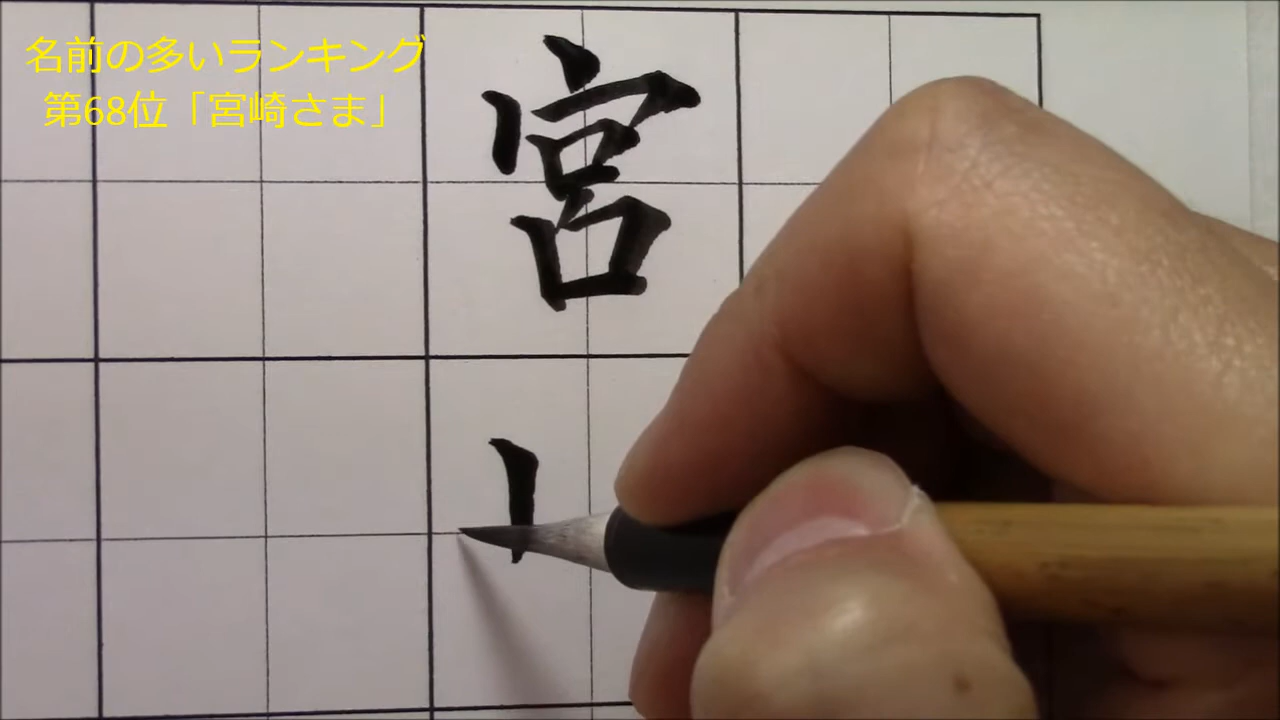 名前の多いランキング
第68位「宮崎さま」
宮